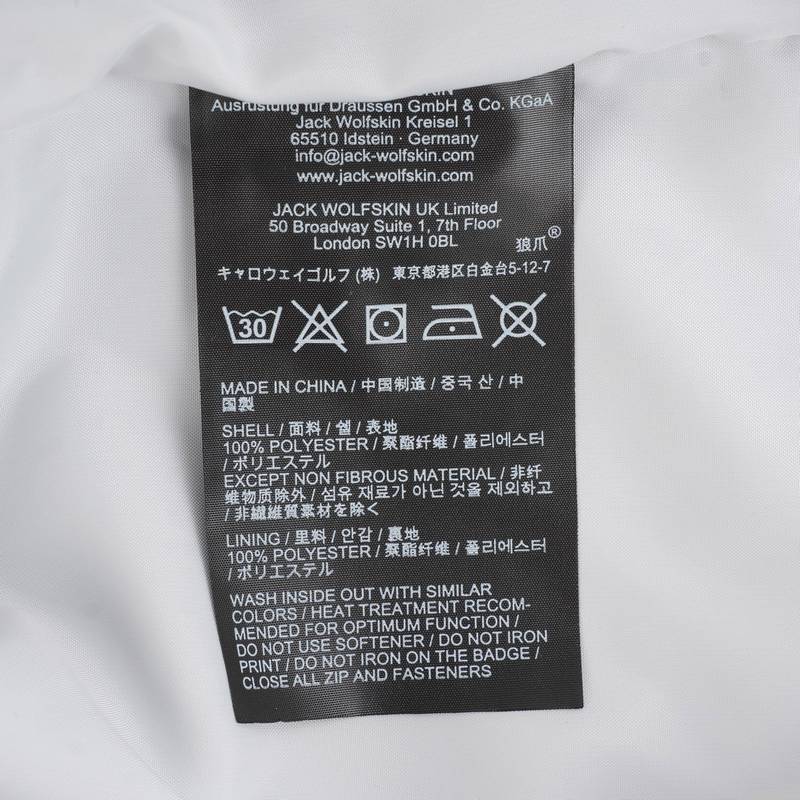 Ausrüstung für Draussen GmbH & Co. KGaA
Jack Wolfskin Kreisel 1
65510 Idstein · Germany
info@jack-wolfskin.com
www.jack-wolfskin.com
JACK WOLFSKIN UK Limited
50 Broadway Suite 1, 7th Floor
London SW1H 0BL
狼爪®
キャロウェイゴルフ (株) 東京都港区白金台5-12-7
30
MADE IN CHINA / 中国制造 / 중국 산 / 中
国製
SHELL / 面料 / 쉘 / 表地
100% POLYESTER / 聚酯纤维 / 폴리에스터
/ ポリエステル
EXCEPT NON FIBROUS MATERIAL / 非纤
维物质除外 / 섬유 재료가 아닌 것을 제외하고
/ 非繊維質素材を除く
LINING / 里料 / 안감 / 裏地
100% POLYESTER / 聚酯纤维 / 폴리에스터
/ ポリエステル
WASH INSIDE OUT WITH SIMILAR
COLORS / HEAT TREATMENT RECOM-
MENDED FOR OPTIMUM FUNCTION /
DO NOT USE SOFTENER / DO NOT IRON
PRINT / DO NOT IRON ON THE BADGE /
CLOSE ALL ZIP AND FASTENERS